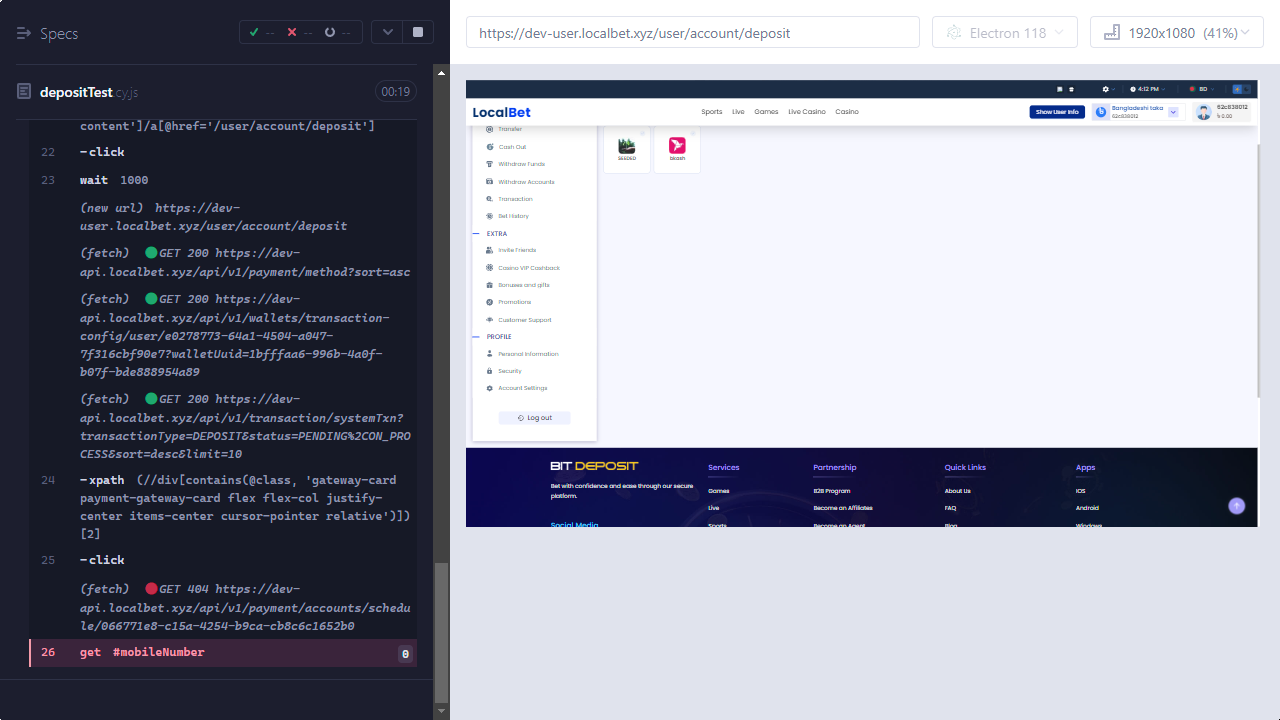 Specs
-- -- --
depositTest.cy.js
00:19
content']/a[@href='/user/account/deposit']
22 -click
23 wait 1000
(new url) https://dev-
user.localbet.xyz/user/account/deposit
(fetch) GET 200 https://dev-
api.localbet.xyz/api/v1/payment/method?sort=asc
(fetch) GET 200 https://dev-
api.localbet.xyz/api/v1/wallets/transaction-
config/user/e0278773-64a1-4504-a047-
7f316cbf90e7?walletUuid=1bfffaa6-996b-4a0f-
b07f-bde888954a89
(fetch) GET 200 https://dev-
api.localbet.xyz/api/v1/transaction/systemTxn?
transactionType=DEPOSIT&status=PENDING%2CON_PRO
CESS&sort=desc&limit=10
24 -xpath (//div[contains(@class, 'gateway-card
payment-gateway-card flex flex-col justify-
center items-center cursor-pointer relative')])
[2]
25 -click
(fetch) GET 404 https://dev-
api.localbet.xyz/api/v1/payment/accounts/schedu
le/066771e8-c15a-4254-b9ca-cb8c6c1652b0
26 get #mobileNumber 0
https://dev-user.localbet.xyz/user/account/deposit
Electron 118
1920x1080 (41%)
4:12 PM
BD
LocalBet
Sports Live Games Live Casino Casino
Show User Info
Bangladeshi taka
62c838012
62c838012
৳ 0.00
Transfer
Cash Out
Withdraw Funds
Withdraw Accounts
Transaction
Bet History
EXTRA
Invite Friends
Casino VIP Cashback
Bonuses and gifts
Promotions
Customer Support
PROFILE
Personal Information
Security
Account Settings
Log out
SEEDED
bkash
BIT DEPOSIT
Bet with confidence and ease through our secure
platform.
Social Media
Services
Games
Live
Sports
Partnership
B2B Program
Become an Affiliates
Become an Agent
Quick Links
About Us
FAQ
Blog
Apps
IOS
Android
Windows